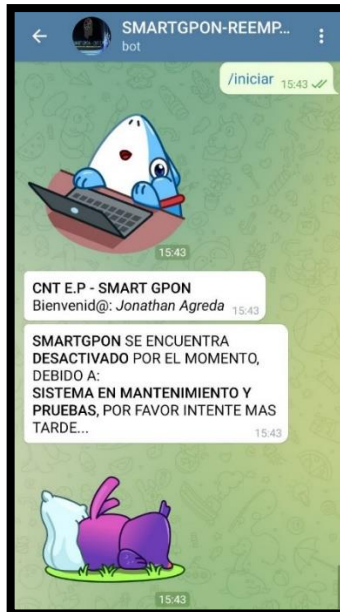 SMARTGPON-REEMP...
bot
/iniciar 15:43
15:43
CNT E.P - SMART GPON
Bienvenid@: Jonathan Agreda 15:43
SMARTGPON SE ENCUENTRA
DESACTIVADO POR EL MOMENTO,
DEBIDO A:
SISTEMA EN MANTENIMIENTO Y
PRUEBAS, POR FAVOR INTENTE MAS
TARDE...
15:43
15:43